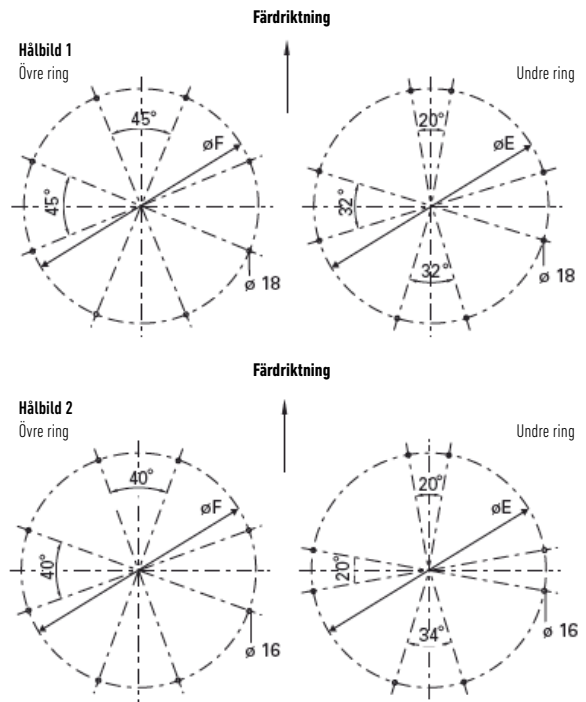 Färdriktning
Hålbild 1
Övre ring
Undre ring
45°
øF
45°
ø 18
20°
øE
32°
32°
ø 18
Färdriktning
Hålbild 2
Övre ring
Undre ring
40°
øF
40°
ø 16
20°
øE
20°
34°
ø 16